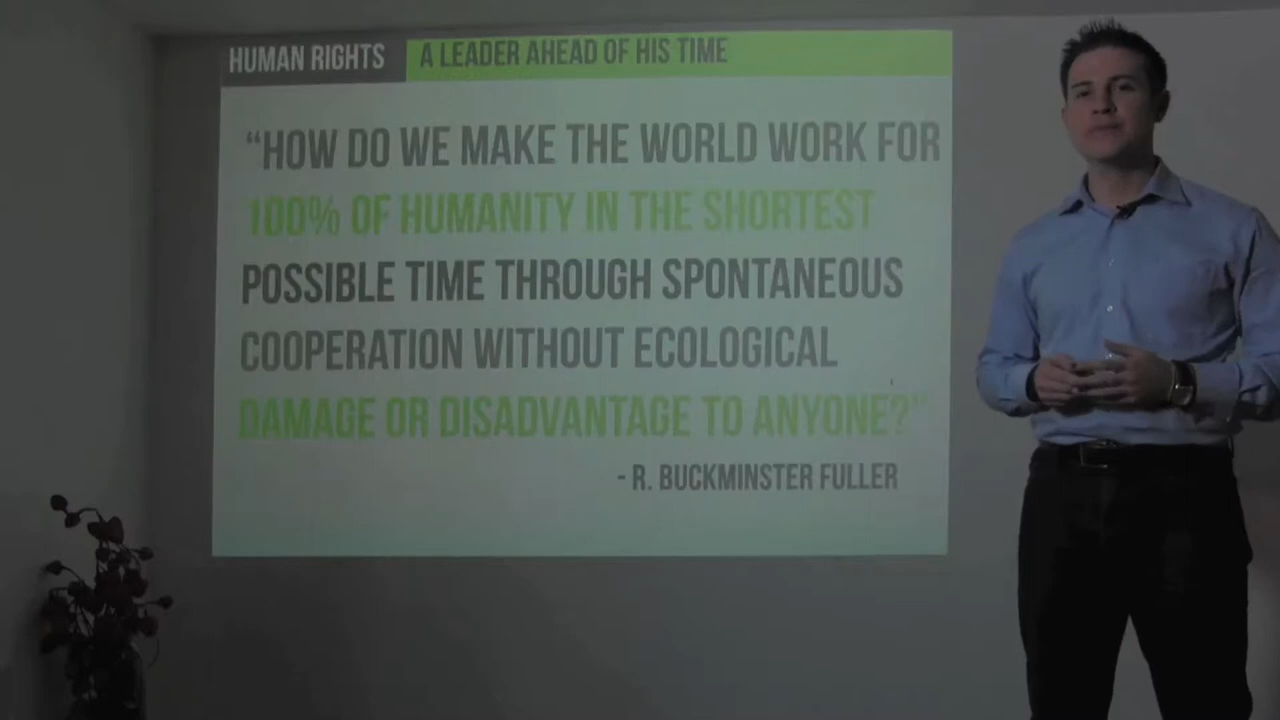 HUMAN RIGHTS A LEADER AHEAD OF HIS TIME
“HOW DO WE MAKE THE WORLD WORK FOR
100% OF HUMANITY IN THE SHORTEST
POSSIBLE TIME THROUGH SPONTANEOUS
COOPERATION WITHOUT ECOLOGICAL
DAMAGE OR DISADVANTAGE TO ANYONE?”
- R. BUCKMINSTER FULLER